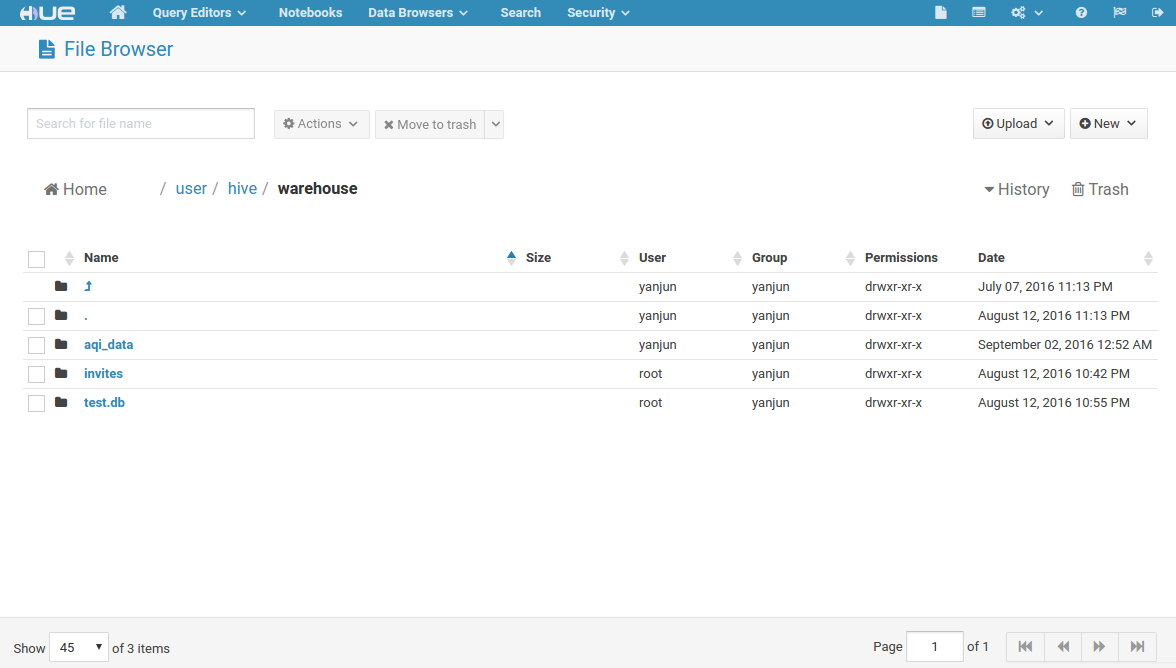 HUE Query Editors Notebooks Data Browsers Search Security
File Browser
Search for file name Actions Move to trash Upload New
Home / user / hive / warehouse History Trash
Name Size User Group Permissions Date
yanjun yanjun drwxr-xr-x July 07, 2016 11:13 PM
. yanjun yanjun drwxr-xr-x August 12, 2016 11:13 PM
aqi_data yanjun yanjun drwxr-xr-x September 02, 2016 12:52 AM
invites root yanjun drwxr-xr-x August 12, 2016 10:42 PM
test.db root yanjun drwxr-xr-x August 12, 2016 10:55 PM
Show 45 of 3 items Page 1 of 1